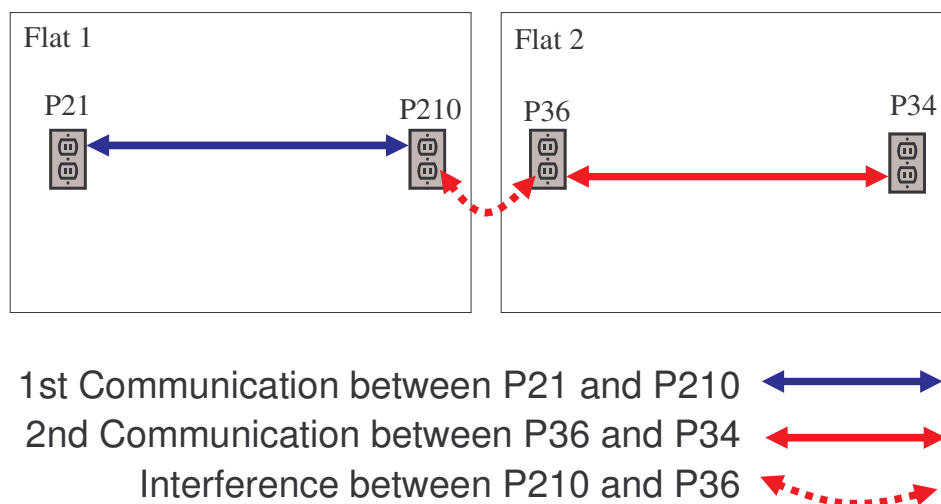 Flat 1
Flat 2
P21
P210
P36
P34
1st Communication between P21 and P210
2nd Communication between P36 and P34
Interference between P210 and P36